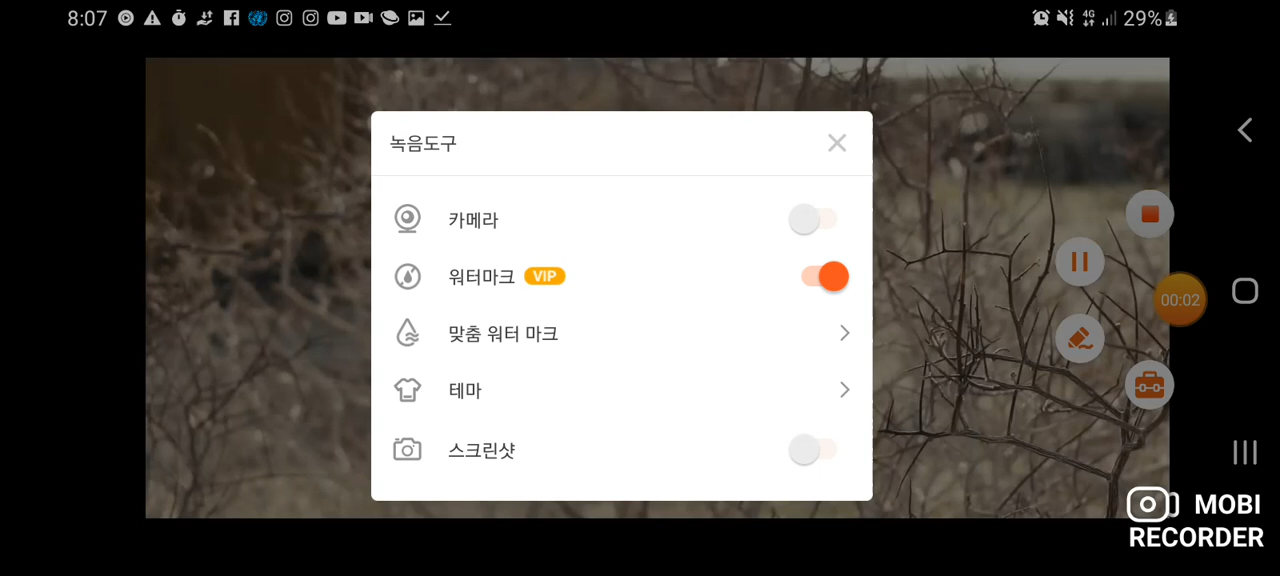 8:07 4G 29%
녹음도구
카메라
워터마크 VIP
맞춤 워터 마크
테마
스크린샷
00:02
MOBI
RECORDER